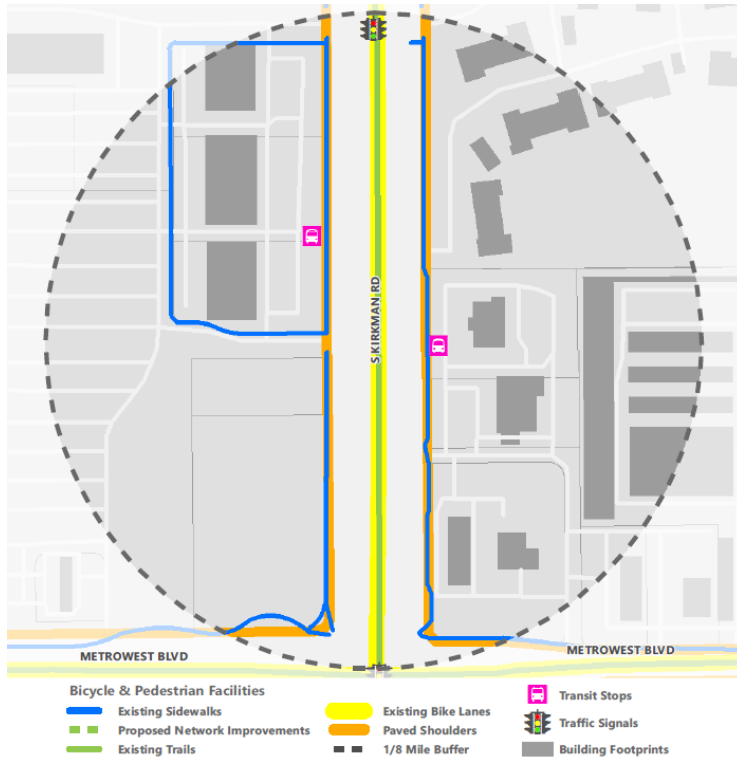 S KIRKMAN RD
METROWEST BLVD
METROWEST BLVD
Bicycle & Pedestrian Facilities
Existing Sidewalks
Proposed Network Improvements
Existing Trails
Existing Bike Lanes
Paved Shoulders
1/8 Mile Buffer
Transit Stops
Traffic Signals
Building Footprints